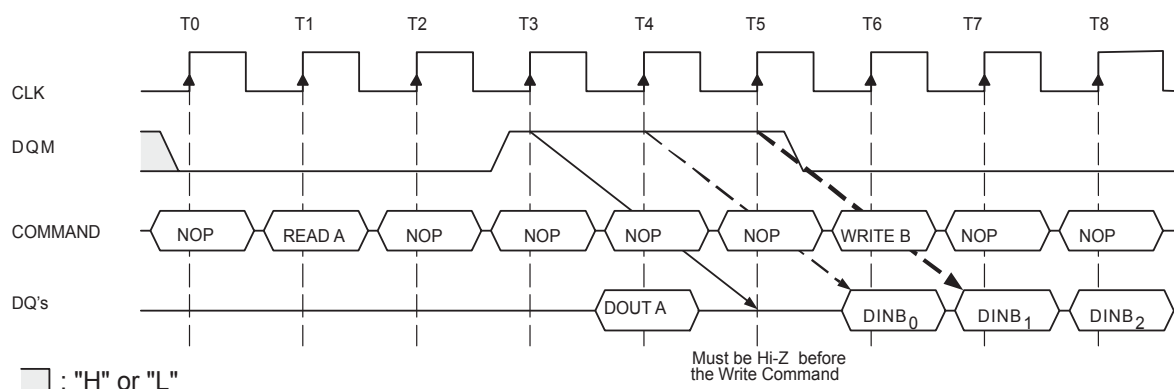 T0 T1 T2 T3 T4 T5 T6 T7 T8
CLK
DQM
COMMAND NOP READ A NOP NOP NOP NOP WRITE B NOP NOP
DQ's DOUT A DINB0 DINB1 DINB2
Must be Hi-Z before
the Write Command
: "H" or "L"